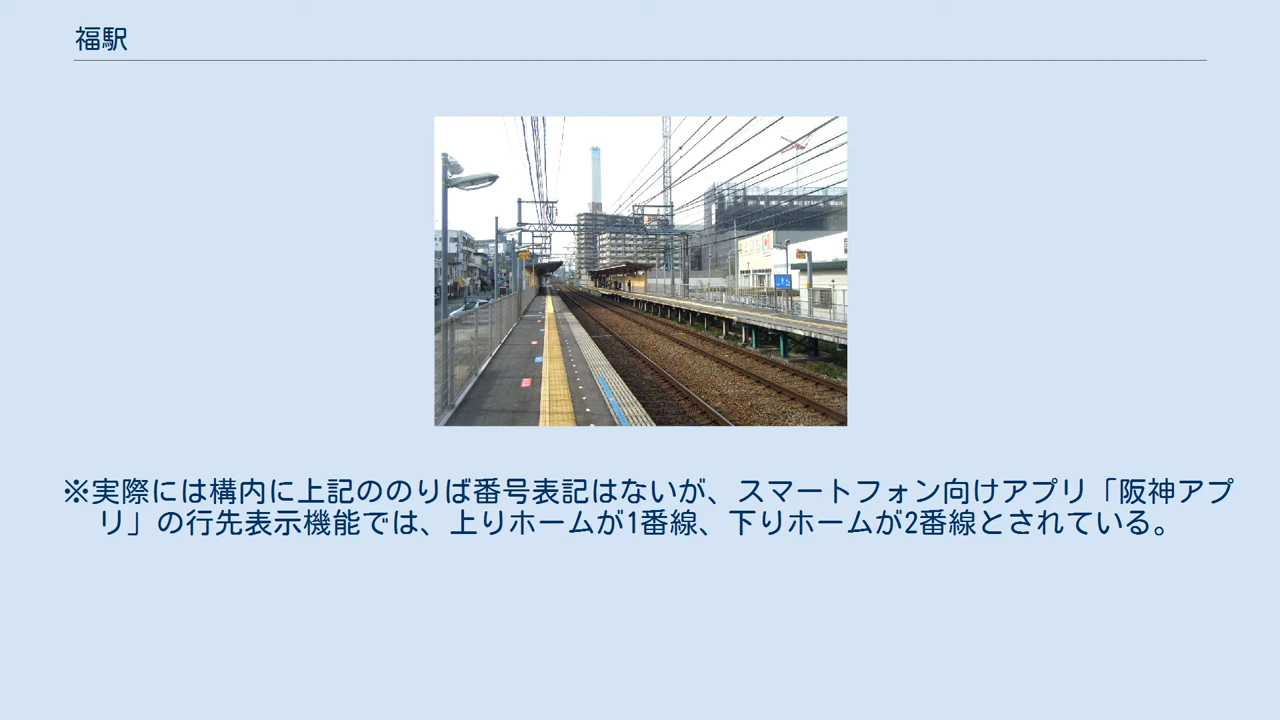 福駅
※実際には構内に上記ののりば番号表記はないが、スマートフォン向けアプリ「阪神アプ
リ」の行先表示機能では、上りホームが1番線、下りホームが2番線とされている。